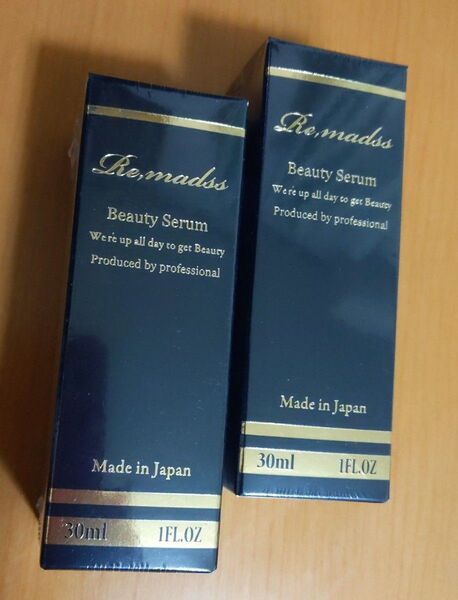 Re,madss
Beauty Serum
We're up all day to get Beauty
Produced by professional
Made in Japan
30ml 1FL.OZ
Re,madss
Beauty Serum
We're up all day to get Beauty
Produced by professional
Made in Japan
30ml 1FL.OZ